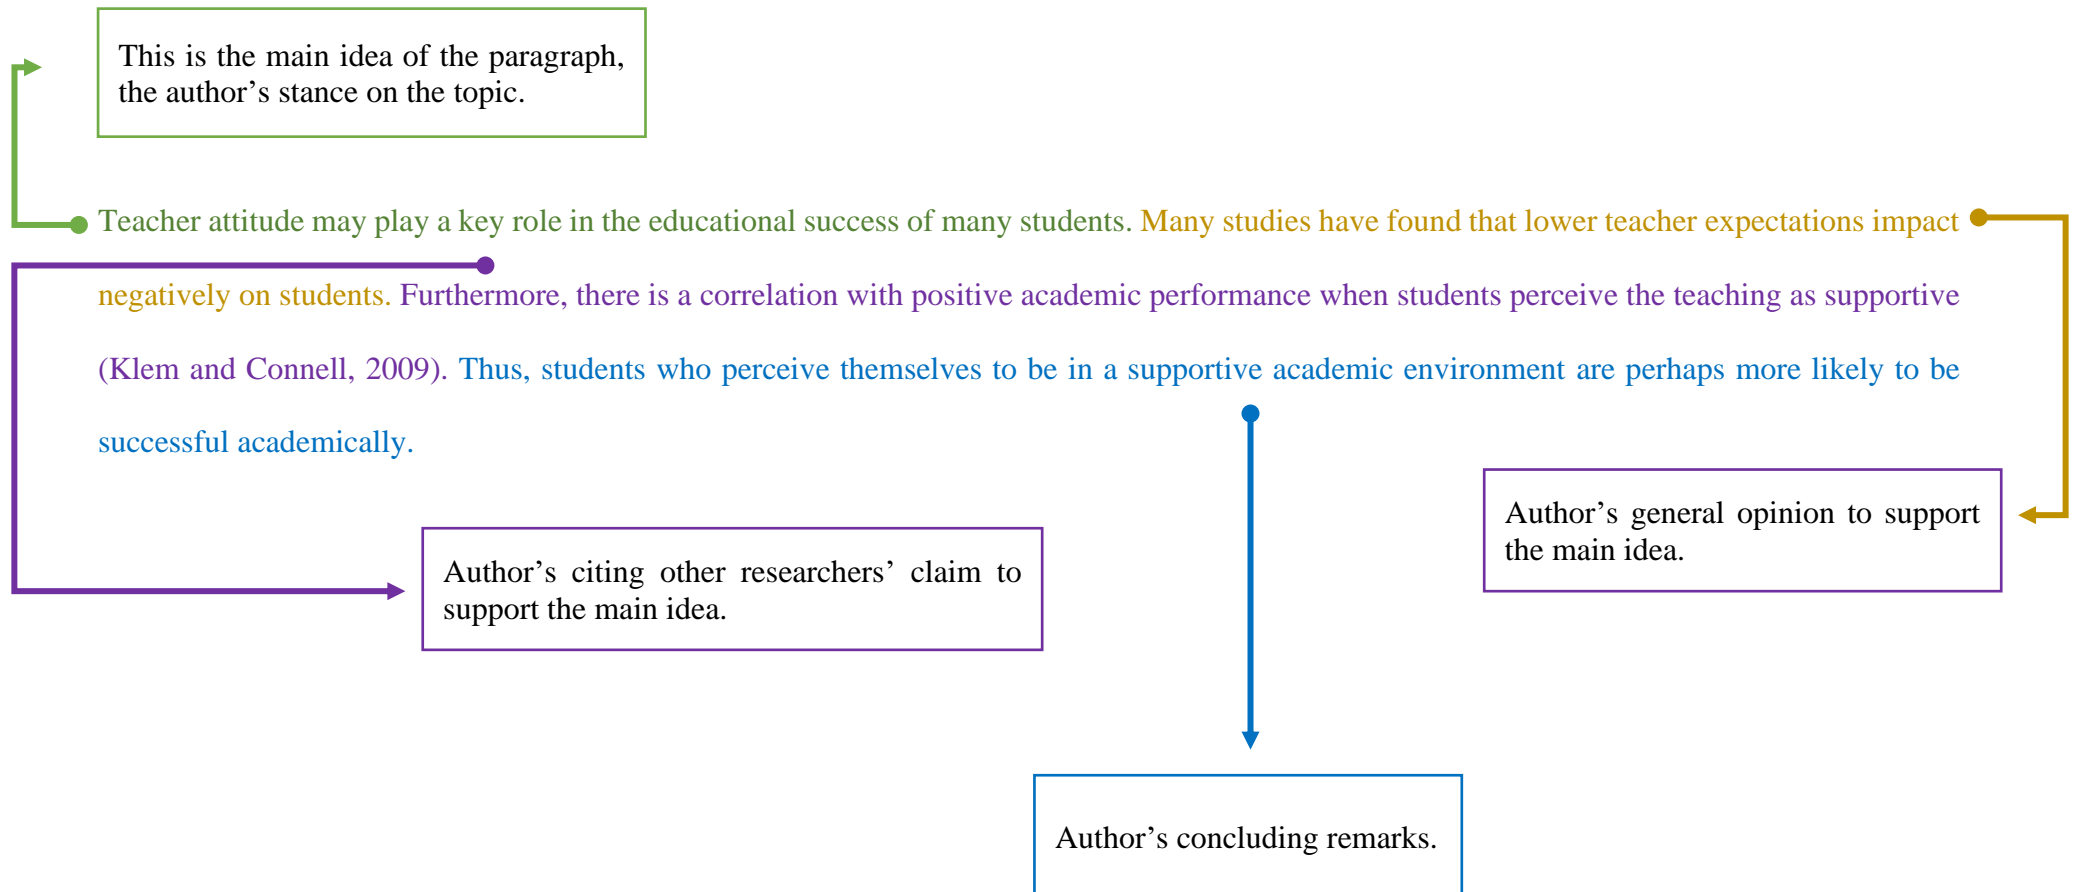 This is the main idea of the paragraph,
the author’s stance on the topic.
Teacher attitude may play a key role in the educational success of many students. Many studies have found that lower teacher expectations impact
negatively on students. Furthermore, there is a correlation with positive academic performance when students perceive the teaching as supportive
(Klem and Connell, 2009). Thus, students who perceive themselves to be in a supportive academic environment are perhaps more likely to be
successful academically.
Author’s general opinion to support
the main idea.
Author’s citing other researchers’ claim to
support the main idea.
Author’s concluding remarks.